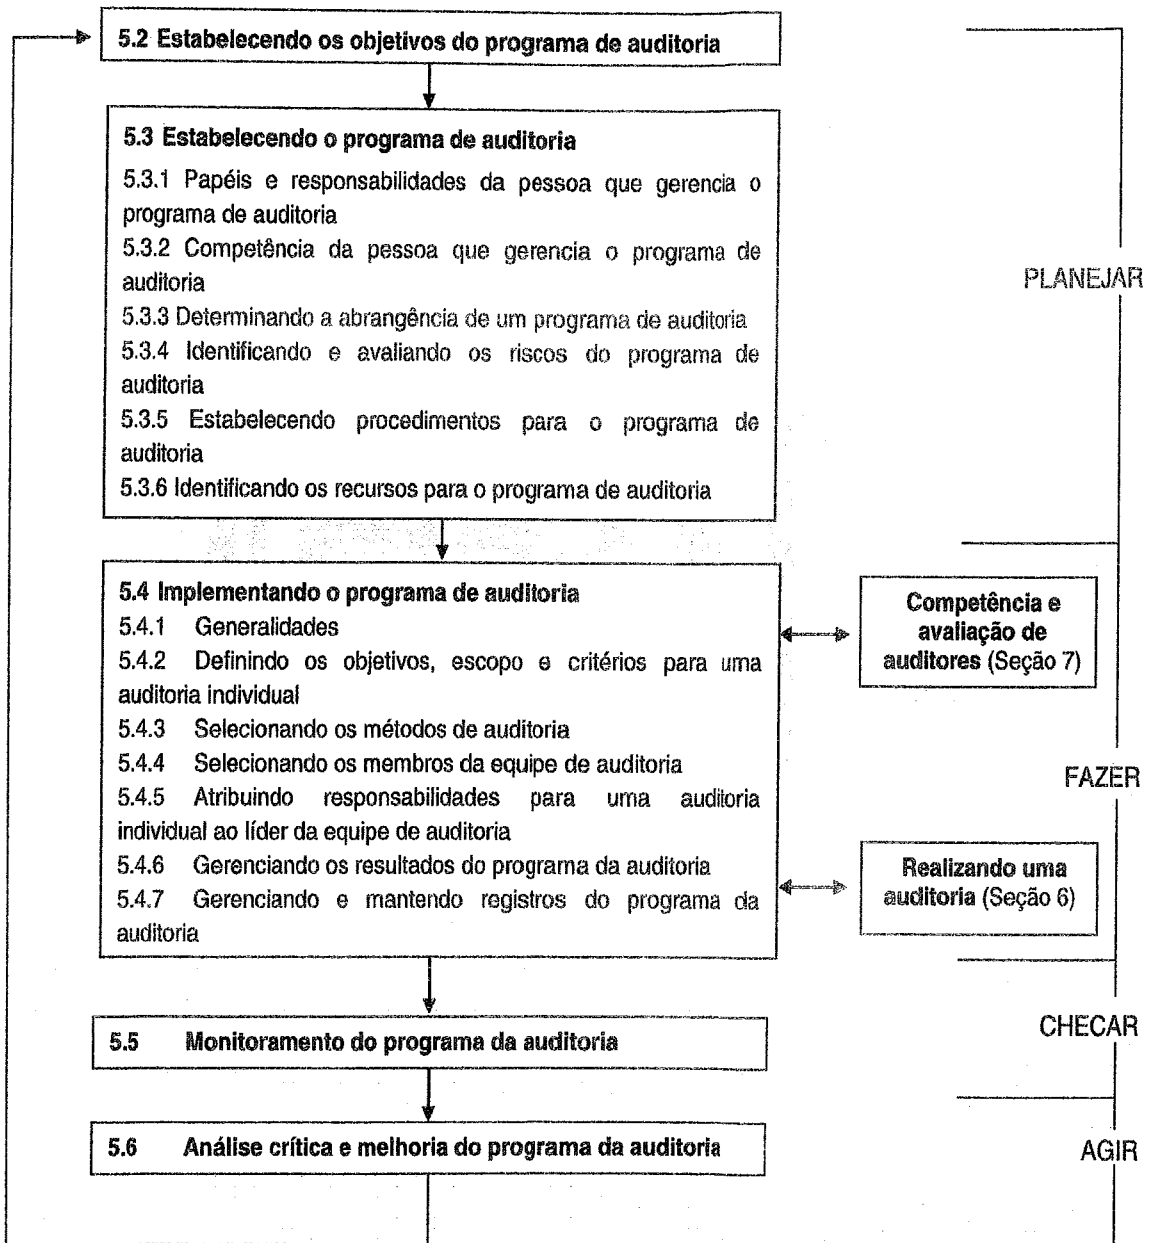 5.2 Estabelecendo os objetivos do programa de auditoria
5.3 Estabelecendo o programa de auditoria
5.3.1 Papéis e responsabilidades da pessoa que gerencia o
programa de auditoria
5.3.2 Competência da pessoa que gerencia o programa de
auditoria
5.3.3 Determinando a abrangência de um programa de auditoria
5.3.4 Identificando e avaliando os riscos do programa de
auditoria
5.3.5 Estabelecendo procedimentos para o programa de
auditoria
5.3.6 Identificando os recursos para o programa de auditoria
PLANEJAR
5.4 Implementando o programa de auditoria
5.4.1 Generalidades
5.4.2 Definindo os objetivos, escopo e critérios para uma
auditoria individual
5.4.3 Selecionando os métodos de auditoria
5.4.4 Selecionando os membros da equipe de auditoria
5.4.5 Atribuindo responsabilidades para uma auditoria
individual ao líder da equipe de auditoria
5.4.6 Gerenciando os resultados do programa da auditoria
5.4.7 Gerenciando e mantendo registros do programa da
auditoria
Competência e
avaliação de
auditores (Seção 7)
FAZER
Realizando uma
auditoria (Seção 6)
5.5 Monitoramento do programa da auditoria
CHECAR
5.6 Análise crítica e melhoria do programa da auditoria
AGIR